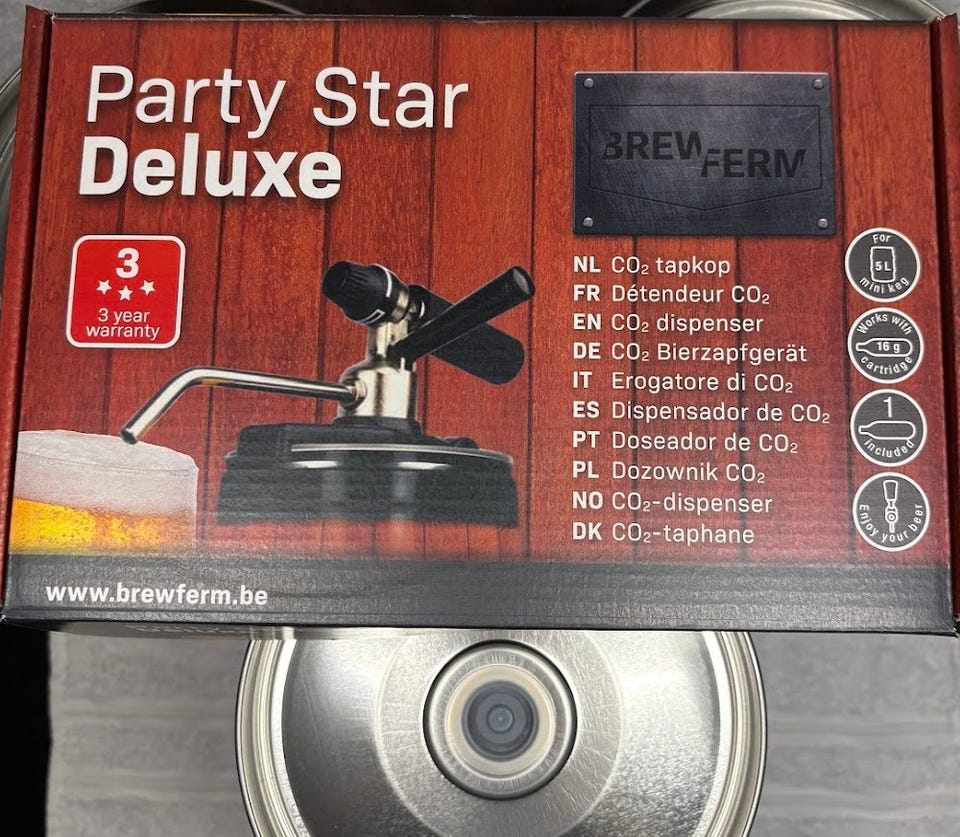 Party Star
Deluxe
BREWFERM
3
3 year
warranty
NL CO₂ tapkop
FR Détendeur CO₂
EN CO₂ dispenser
DE CO₂ Bierzapfgerät
IT Erogatore di CO₂
ES Dispensador de CO₂
PT Doseador de CO₂
PL Dozownik CO₂
NO CO₂-dispenser
DK CO₂-taphane
For
5 L
mini keg
Works with
16 g
cartridge
1
included
Enjoy your beer
www.brewferm.be